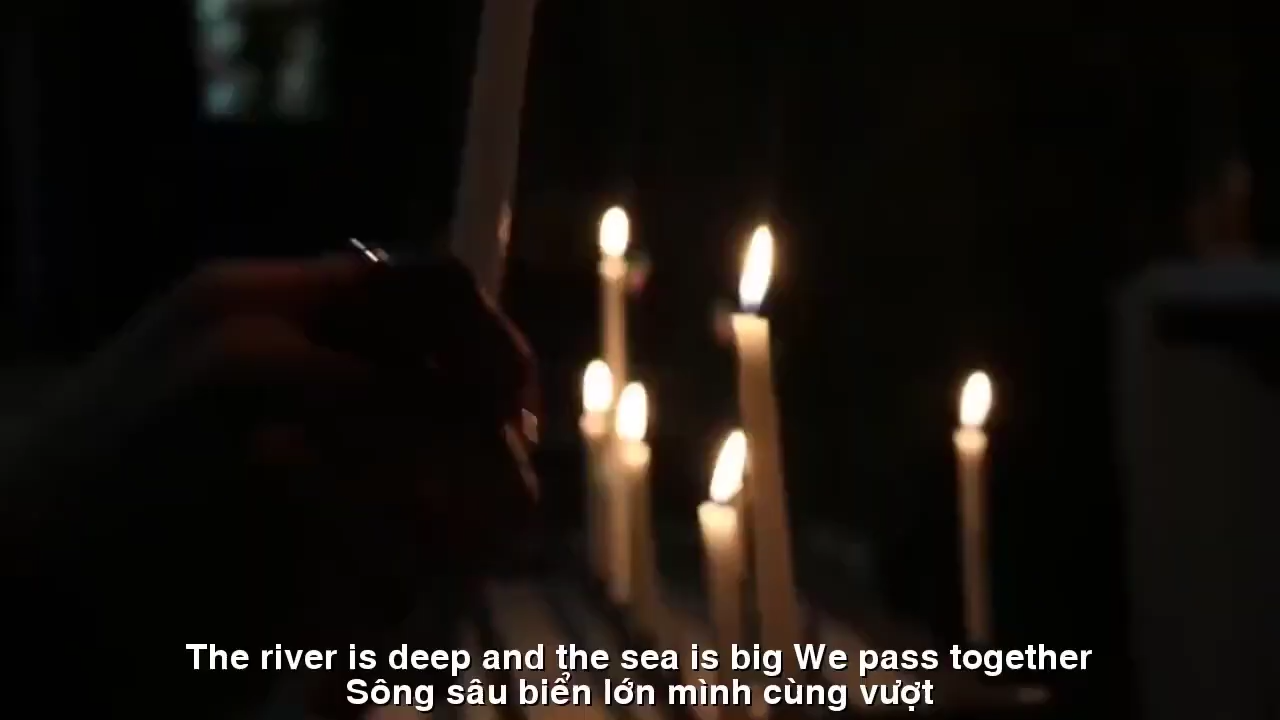 The river is deep and the sea is big We pass together
Sông sâu biển lớn mình cùng vượt